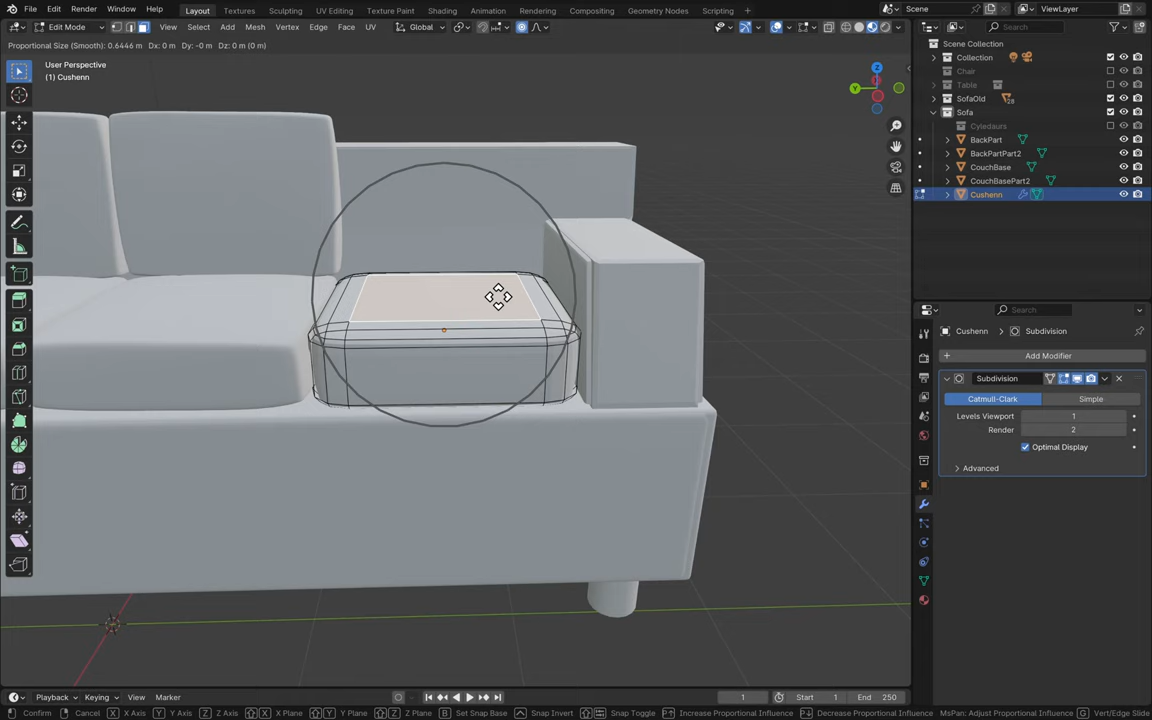 File Edit Render Window Help Layout Textures Sculpting UV Editing Texture Paint Shading Animation Rendering Compositing Geometry Nodes Scripting Scene ViewLayer
Edit Mode View Select Add Mesh Vertex Edge Face UV Global Search
Proportional Size (Smooth): 0.6446 m Dx: 0 m Dy: -0 m Dz: 0 m (0 m)
User Perspective
(1) Cushenn
Z
Y
Scene Collection
Collection
Chair
Table
SofaOld 28
Sofa
Cyledaurs
BackPart
BackPartPart2
CouchBase
CouchBasePart2
Cushenn
Search
Cushenn Subdivision
+ Add Modifier
Subdivision
Catmull-Clark Simple
Levels Viewport 1
Render 2
Optimal Display
Advanced
Playback Keying View Marker 1 Start 1 End 250
Confirm Cancel X X Axis Y Y Axis Z Z Axis X X Plane Y Y Plane Z Z Plane B Set Snap Base Snap Invert Snap Toggle Increase Proportional Influence Decrease Proportional Influence MsPan: Adjust Proportional Influence G Vert/Edge Slide